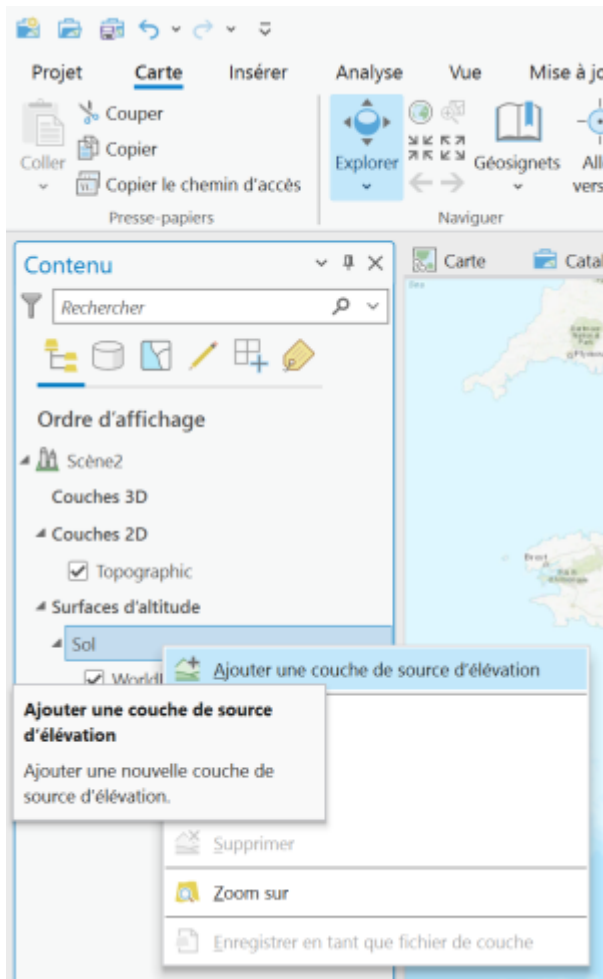 Projet Carte Insérer Analyse Vue Mise à jo
Couper
Copier
Coller
Copier le chemin d'accès
Presse-papiers
Explorer
Géosignets
All
vers
Naviguer
Contenu
Rechercher
Ordre d'affichage
Scène2
Couches 3D
Couches 2D
Topographic
Surfaces d'altitude
Sol
World
Carte
Catal
Brest
Ajouter une couche de source d'élévation
Ajouter une couche de source
d'élévation
Ajouter une nouvelle couche de
source d'élévation.
Supprimer
Zoom sur
Enregistrer en tant que fichier de couche